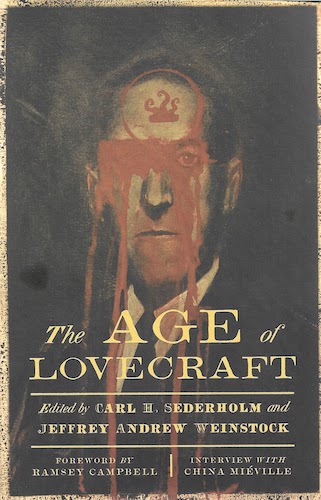 The AGE of
LOVECRAFT
Edited by CARL H. SEDERHOLM and
JEFFREY ANDREW WEINSTOCK
FOREWORD BY
RAMSEY CAMPBELL
INTERVIEW WITH
CHINA MIÉVILLE